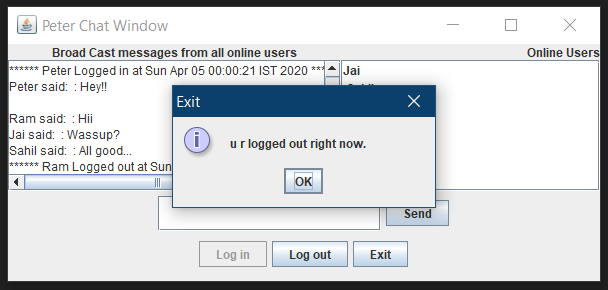 Peter Chat Window
Broad Cast messages from all online users
Online Users
****** Peter Logged in at Sun Apr 05 00:00:21 IST 2020 ***
Jai
Peter said: : Hey!!
Ram said: : Hii
Jai said: : Wassup?
Sahil said: : All good...
****** Ram Logged out at Sun
Exit
u r logged out right now.
OK
Send
Log in
Log out
Exit